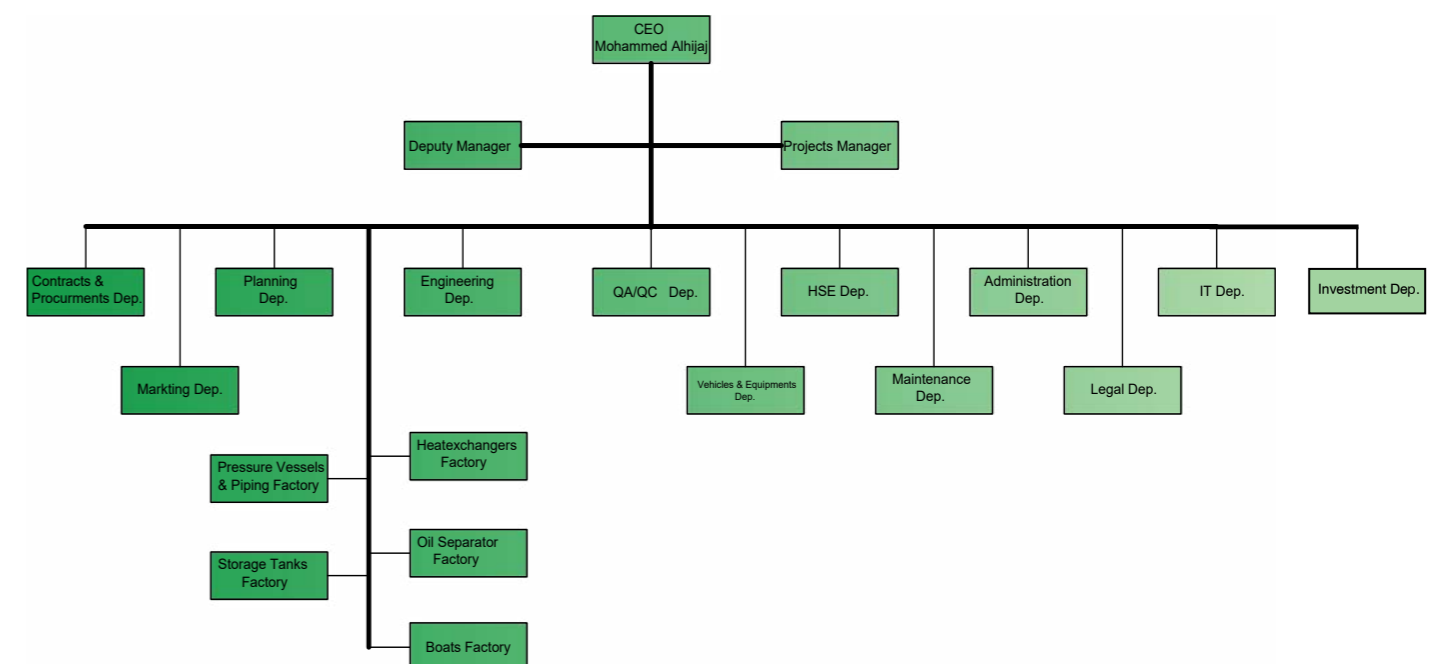 CEO
Mohammed Alhijaj
Deputy Manager
Projects Manager
Contracts &
Procurments Dep.
Planning
Dep.
Engineering
Dep.
QA/QC Dep.
HSE Dep.
Administration
Dep.
IT Dep.
Investment Dep.
Markting Dep.
Vehicles & Equipments
Dep.
Maintenance
Dep.
Legal Dep.
Heatexchangers
Factory
Pressure Vessels
& Piping Factory
Oil Separator
Factory
Storage Tanks
Factory
Boats Factory